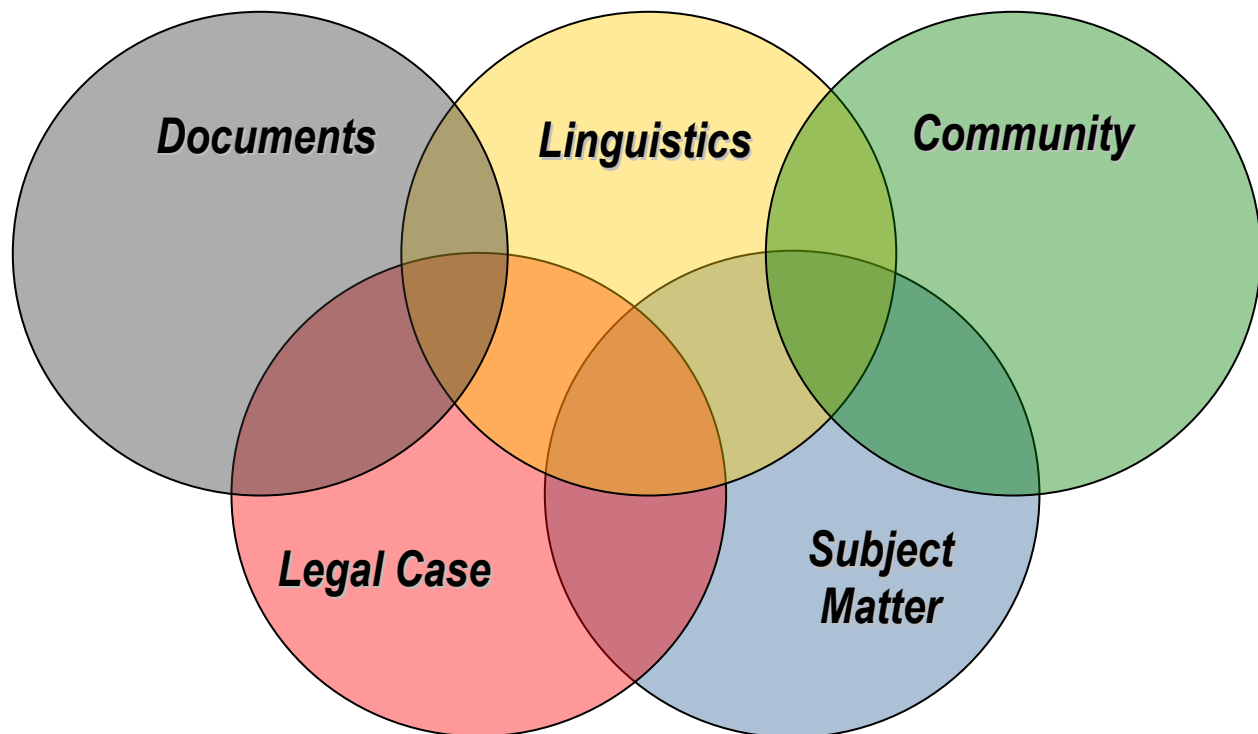 Documents
Linguistics
Community
Legal Case
Subject
Matter